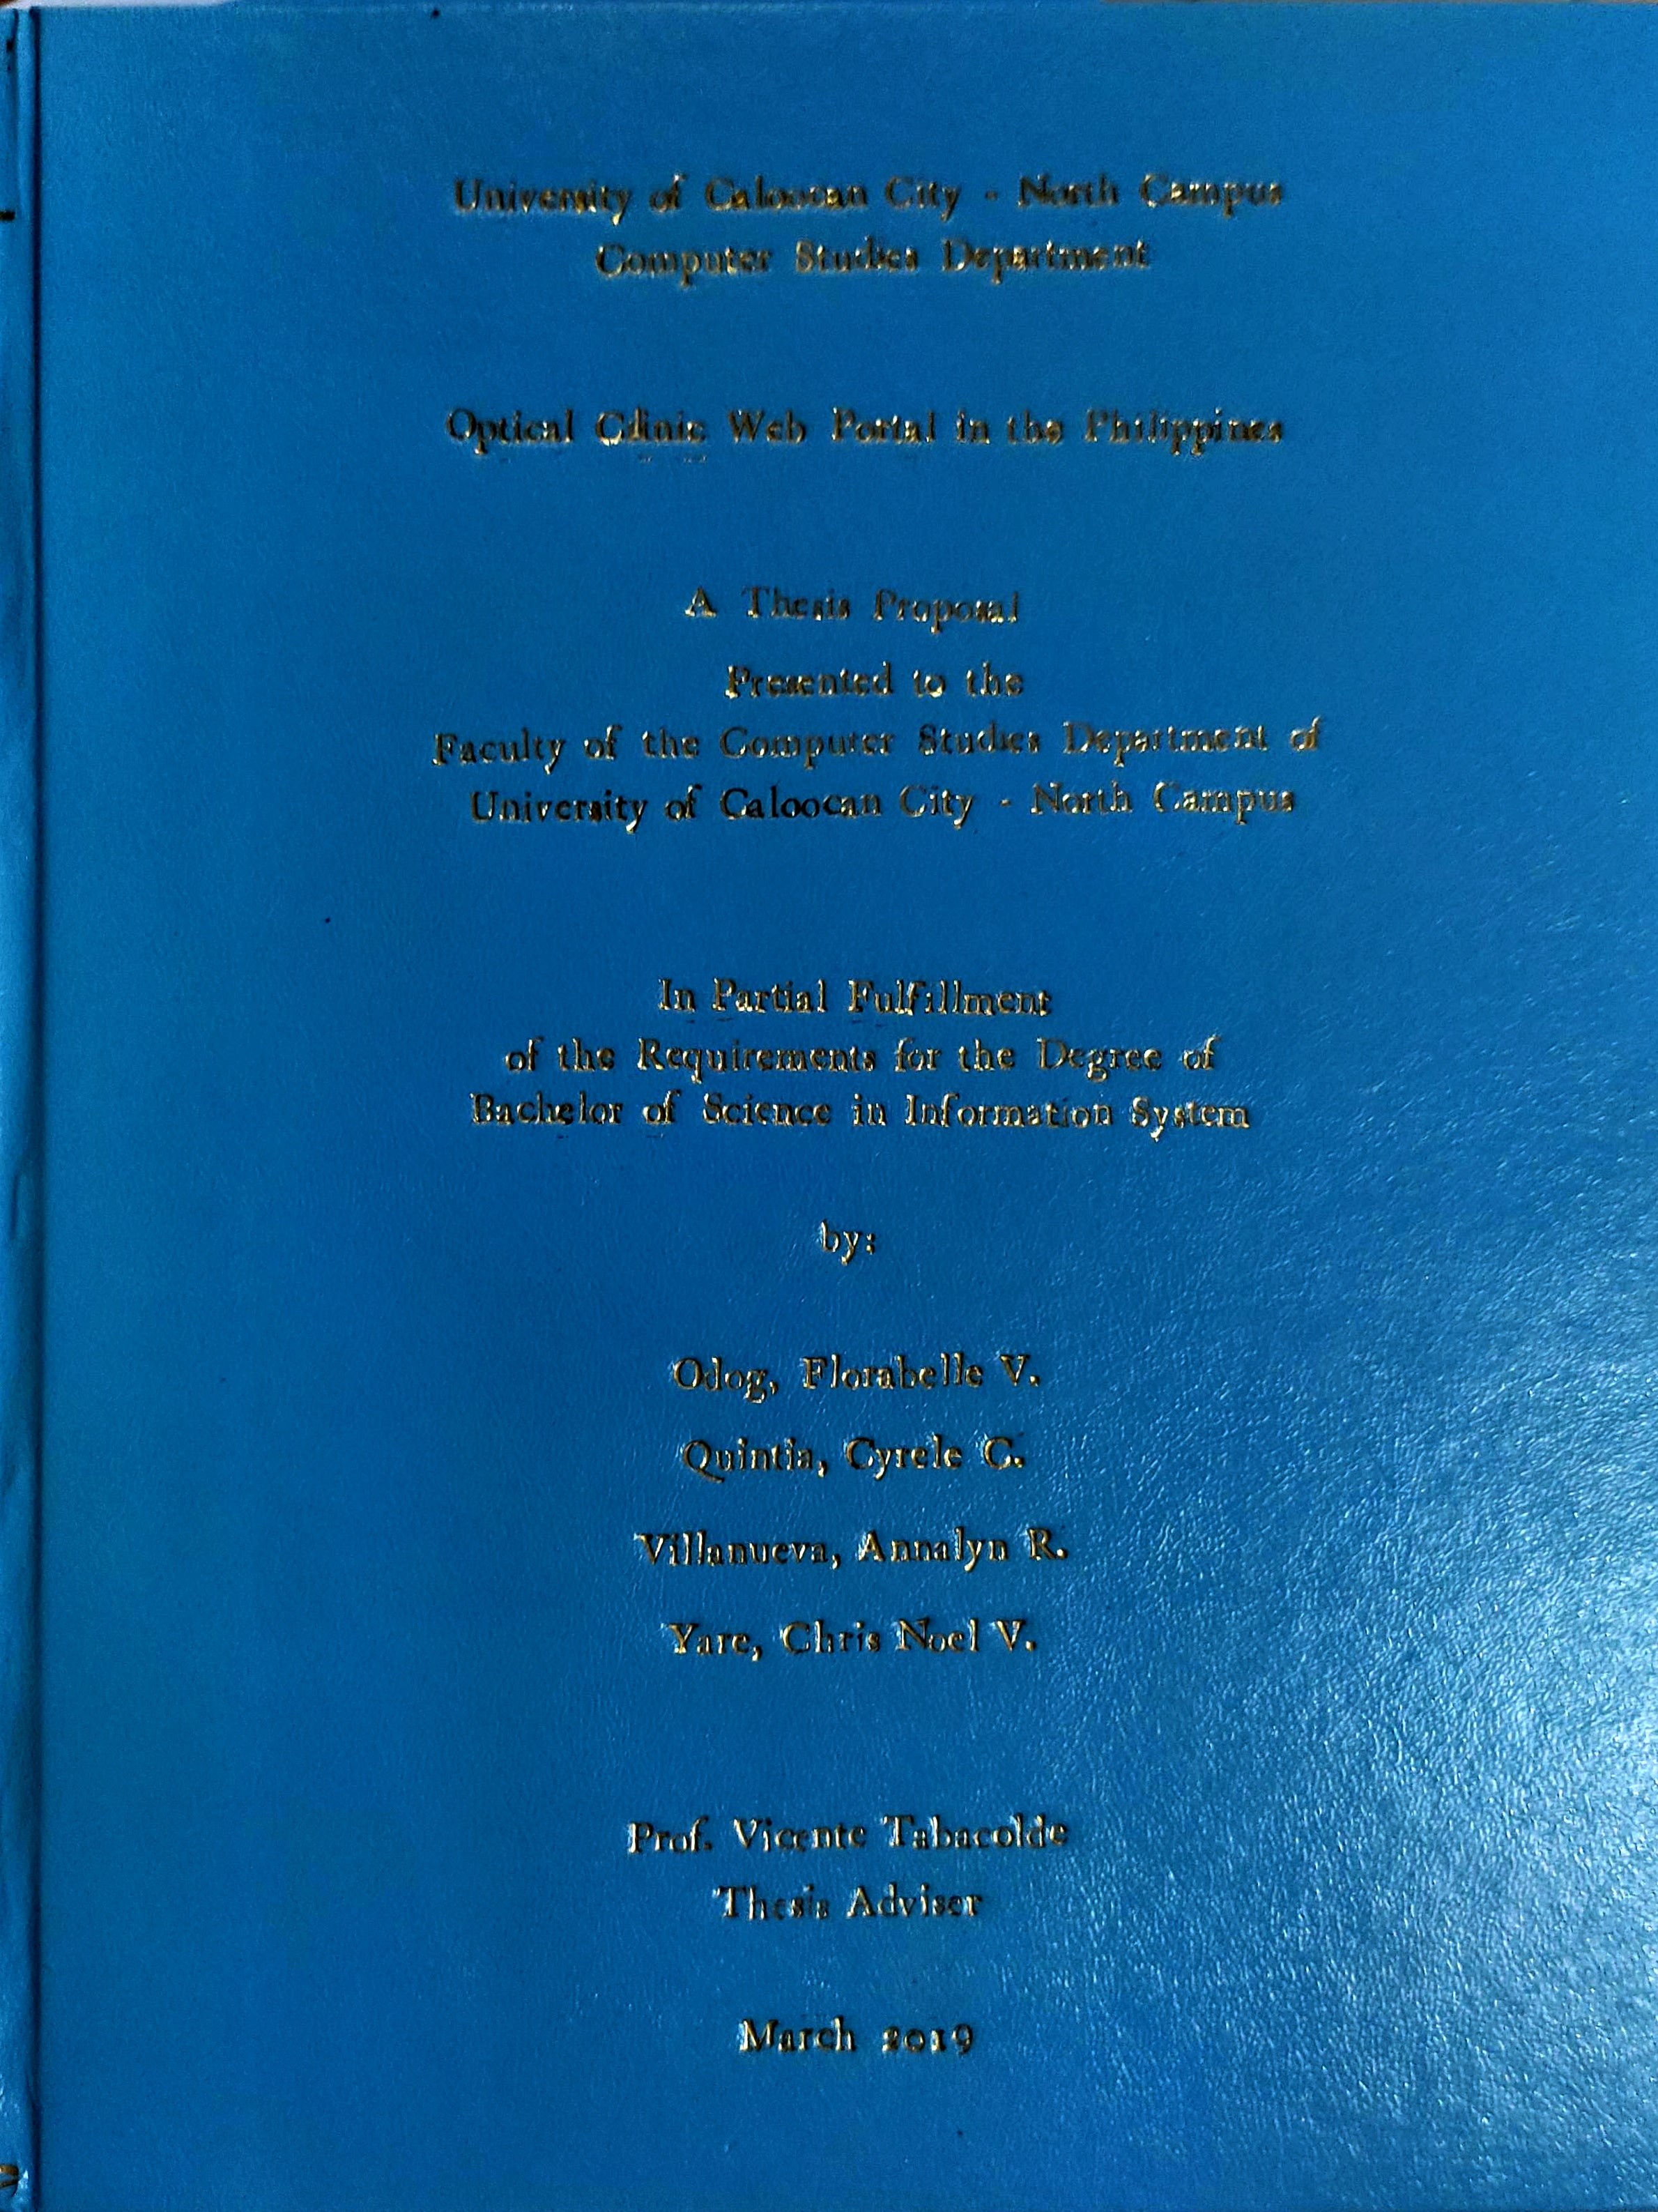 University of Caloocan City - North Campus
Computer Studies Department
Optical Clinic Web Portal in the Philippines
A Thesis Proposal
Presented to the
Faculty of the Computer Studies Department of
University of Caloocan City - North Campus
In Partial Fulfillment
of the Requirements for the Degree of
Bachelor of Science in Information System
by:
Odog, Florabelle V.
Quintia, Cyrele C.
Villanueva, Annalyn R.
Yare, Chris Noel V.
Prof. Vicente Tabacolde
Thesis Adviser
March 2019